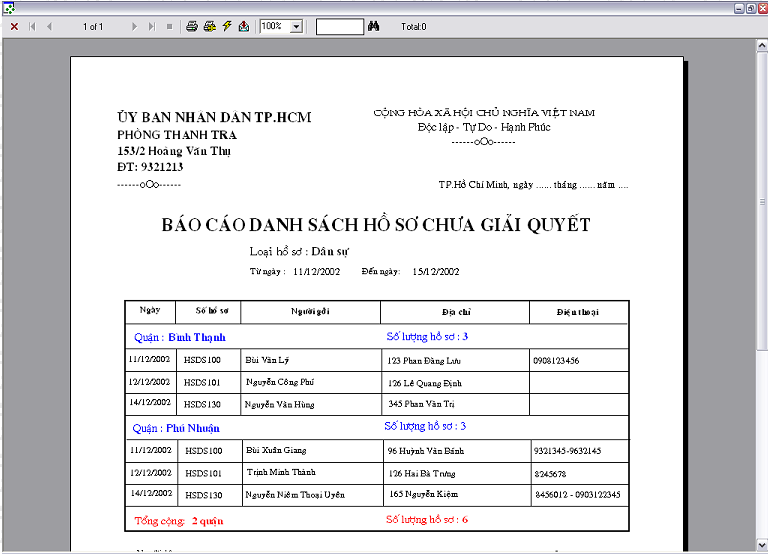 1 of 1 100% Total:0
ỦY BAN NHÂN DÂN TP.HCM
PHÒNG THANH TRA
153/2 Hoàng Văn Thụ
ĐT: 9321213
------oOo------
CỘNG HÒA XÃ HỘI CHỦ NGHĨA VIỆT NAM
Độc lập - Tự Do - Hạnh Phúc
------oOo------
TP.Hồ Chí Minh, ngày ...... tháng ...... năm ....
BÁO CÁO DANH SÁCH HỒ SƠ CHƯA GIẢI QUYẾT
Loại hồ sơ : Dân sự
Từ ngày : 11/12/2002 Đến ngày: 15/12/2002
Ngày Số hồ sơ Người gởi Địa chỉ Điện thoại
Quận : Bình Thạnh Số lượng hồ sơ : 3
11/12/2002 HSDS100 Bùi Văn Lý 123 Phan Đăng Lưu 0908123456
12/12/2002 HSDS101 Nguyễn Công Phú 126 Lê Quang Định
14/12/2002 HSDS130 Nguyễn Văn Hùng 345 Phan Văn Trị
Quận : Phú Nhuận Số lượng hồ sơ : 3
11/12/2002 HSDS100 Bùi Xuân Giang 96 Huỳnh Văn Bánh 9321345-9632145
12/12/2002 HSDS101 Trịnh Minh Thành 126 Hai Bà Trưng 8245678
14/12/2002 HSDS130 Nguyễn Niêm Thoại Uyển 165 Nguyễn Kiệm 8456012 - 0903122345
Tổng cộng: 2 quận Số lượng hồ sơ : 6